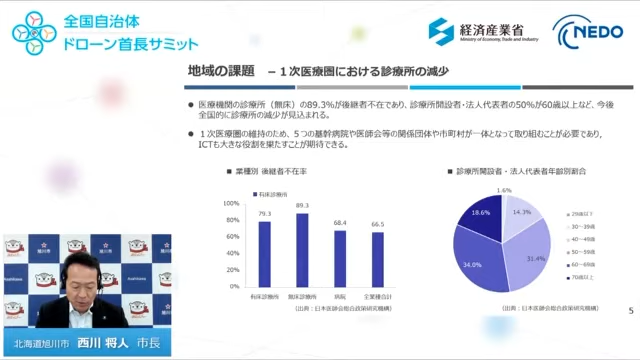 全国自治体
ドローン首長サミット
経済産業省
Ministry of Economy, Trade and Industry
NEDO
地域の課題 －１次医療圏における診療所の減少
● 医療機関の診療所（無床）の89.3%が後継者不在であり、診療所開設者・法人代表者の50%が60歳以上など、今後
全国的に診療所の減少が見込まれる。
● １次医療圏の維持のため、５つの基幹病院や医師会等の関係団体や市町村が一体となって取り組むことが必要であり、
ICTも大きな役割を果たすことが期待できる。
■ 業種別 後継者不在率
■有床診療所
100%
80%
60%
40%
20%
0%
79.3
89.3
68.4
66.5
有床診療所
無床診療所
病院
全業種合計
（出典：日本医師会総合政策研究機構）
■ 診療所開設者・法人代表者年齢別割合
1.6%
14.3%
31.4%
34.0%
18.6%
29歳以下
30～39歳
40～49歳
50～59歳
60～69歳
70歳以上
（出典：日本医師会総合政策研究機構）
5
旭川市
Asahikawa
北海道旭川市 西川 将人 市長